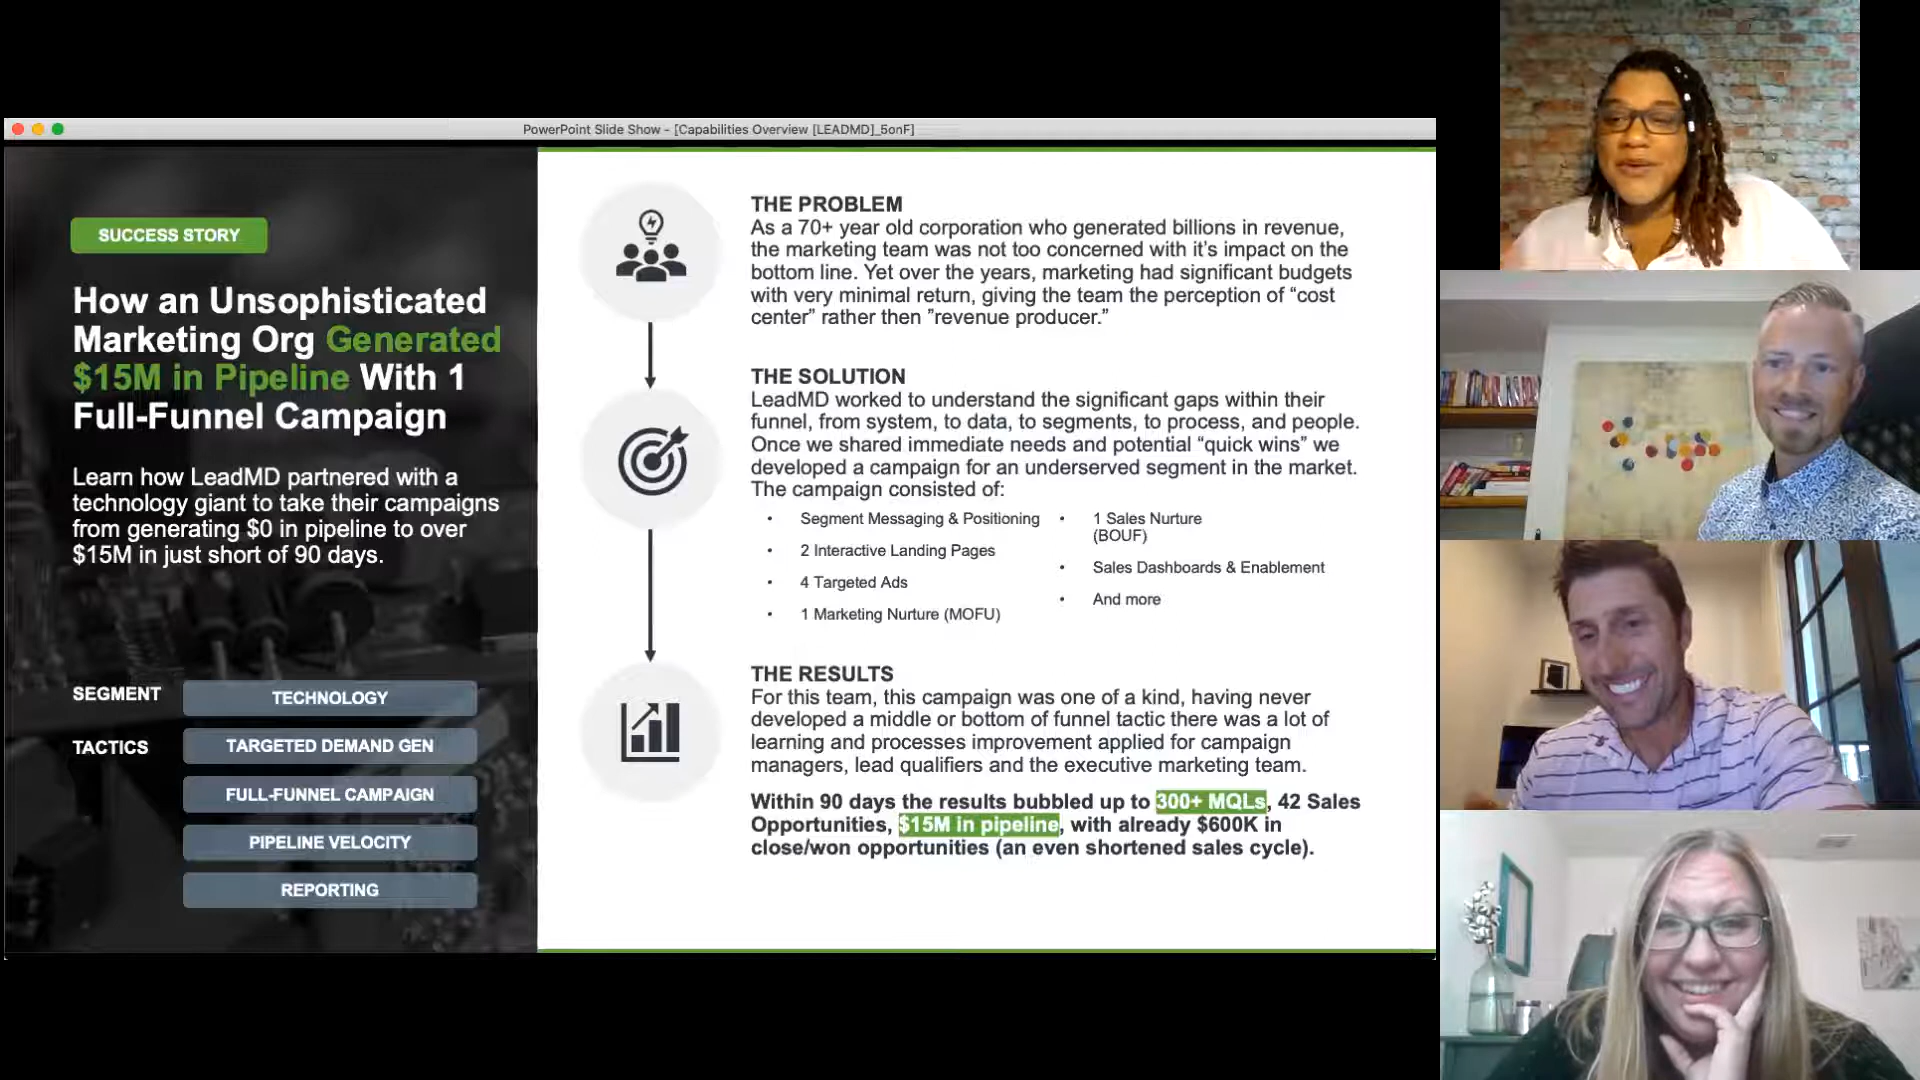 PowerPoint Slide Show - [Capabilities Overview [LEADMD]_5onF]
SUCCESS STORY
How an Unsophisticated
Marketing Org Generated
$15M in Pipeline With 1
Full-Funnel Campaign
Learn how LeadMD partnered with a
technology giant to take their campaigns
from generating $0 in pipeline to over
$15M in just short of 90 days.
SEGMENT
TECHNOLOGY
TACTICS
TARGETED DEMAND GEN
FULL-FUNNEL CAMPAIGN
PIPELINE VELOCITY
REPORTING
THE PROBLEM
As a 70+ year old corporation who generated billions in revenue,
the marketing team was not too concerned with it's impact on the
bottom line. Yet over the years, marketing had significant budgets
with very minimal return, giving the team the perception of “cost
center” rather then ”revenue producer.”
THE SOLUTION
LeadMD worked to understand the significant gaps within their
funnel, from system, to data, to segments, to process, and people.
Once we shared immediate needs and potential “quick wins” we
developed a campaign for an underserved segment in the market.
The campaign consisted of:
• Segment Messaging & Positioning
• 2 Interactive Landing Pages
• 4 Targeted Ads
• 1 Marketing Nurture (MOFU)
• 1 Sales Nurture
(BOUF)
• Sales Dashboards & Enablement
• And more
THE RESULTS
For this team, this campaign was one of a kind, having never
developed a middle or bottom of funnel tactic there was a lot of
learning and processes improvement applied for campaign
managers, lead qualifiers and the executive marketing team.
Within 90 days the results bubbled up to 300+ MQLs, 42 Sales
Opportunities, $15M in pipeline, with already $600K in
close/won opportunities (an even shortened sales cycle).